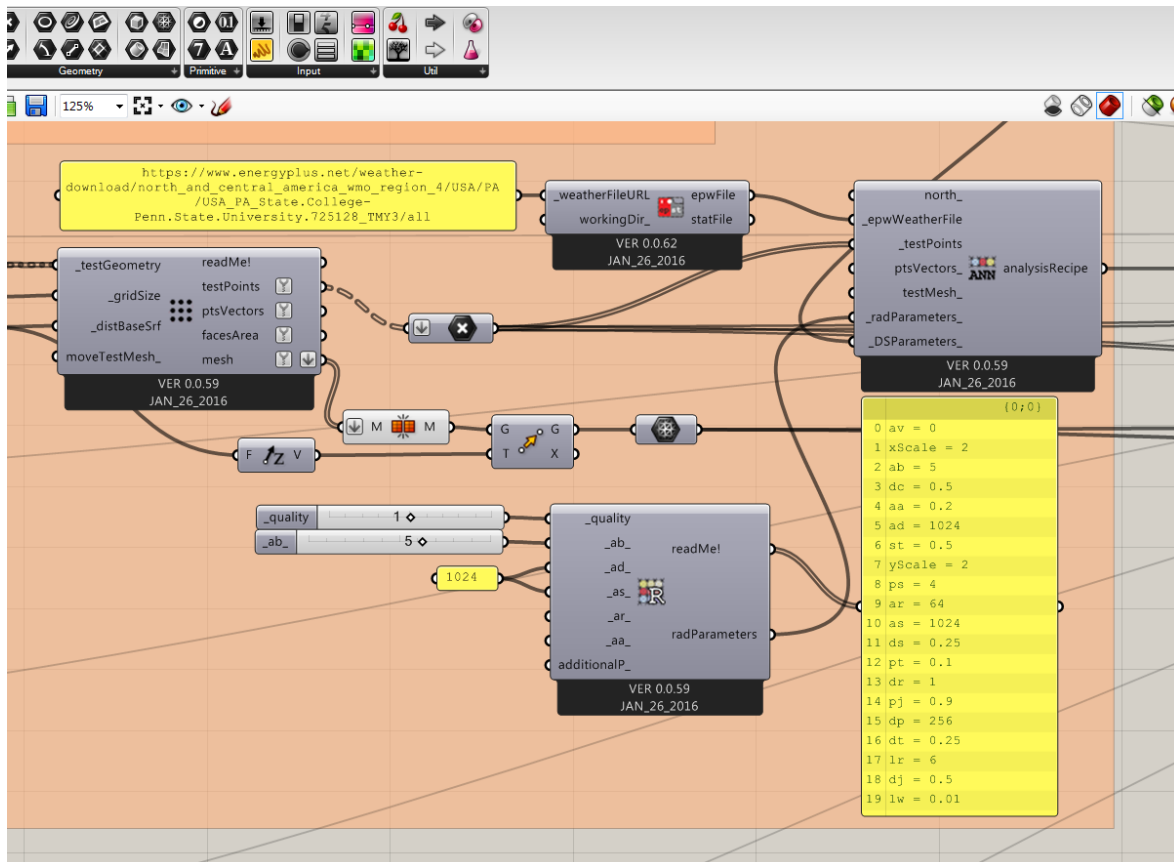 Geometry
Primitive
Input
Util
125%
https://www.energyplus.net/weather-
download/north_and_central_america_wmo_region_4/USA/PA
/USA_PA_State.College-
Penn.State.University.725128_TMY3/all
_weatherFileURL
epwFile
workingDir_
statFile
VER 0.0.62
JAN_26_2016
north_
_epwWeatherFile
_testPoints
ptsVectors_
ANN
analysisRecipe
testMesh_
_radParameters_
_DSParameters_
VER 0.0.59
JAN_26_2016
_testGeometry
readMe!
_gridSize
testPoints
ptsVectors
_distBaseSrf
facesArea
moveTestMesh_
mesh
VER 0.0.59
JAN_26_2016
M
M
G
G
T
X
F
Z
V
_quality
1
_ab_
5
1024
_quality
_ab_
readMe!
_ad_
_as_
R
_ar_
radParameters
_aa_
additionalP_
VER 0.0.59
JAN_26_2016
{0;0}
0 av = 0
1 xScale = 2
2 ab = 5
3 dc = 0.5
4 aa = 0.2
5 ad = 1024
6 st = 0.5
7 yScale = 2
8 ps = 4
9 ar = 64
10 as = 1024
11 ds = 0.25
12 pt = 0.1
13 dr = 1
14 pj = 0.9
15 dp = 256
16 dt = 0.25
17 lr = 6
18 dj = 0.5
19 lw = 0.01